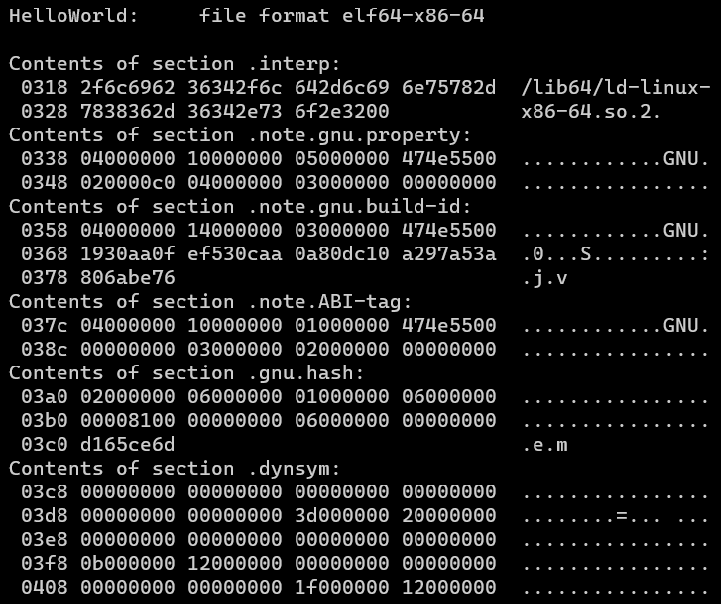 HelloWorld:     file format elf64-x86-64

Contents of section .interp:
 0318 2f6c6962 36342f6c 642d6c69 6e75782d  /lib64/ld-linux-
 0328 7838362d 36342e73 6f2e3200           x86-64.so.2.
Contents of section .note.gnu.property:
 0338 04000000 10000000 05000000 474e5500  ............GNU.
 0348 020000c0 04000000 03000000 00000000  ................
Contents of section .note.gnu.build-id:
 0358 04000000 14000000 03000000 474e5500  ............GNU.
 0368 1930aa0f ef530caa 0a80dc10 a297a53a  .0...S.........:
 0378 806abe76                             .j.v
Contents of section .note.ABI-tag:
 037c 04000000 10000000 01000000 474e5500  ............GNU.
 038c 00000000 03000000 02000000 00000000  ................
Contents of section .gnu.hash:
 03a0 02000000 06000000 01000000 06000000  ................
 03b0 00008100 00000000 06000000 00000000  ................
 03c0 d165ce6d                             .e.m
Contents of section .dynsym:
 03c8 00000000 00000000 00000000 00000000  ................
 03d8 00000000 00000000 3d000000 20000000  ........=... ...
 03e8 00000000 00000000 00000000 00000000  ................
 03f8 0b000000 12000000 00000000 00000000  ................
 0408 00000000 00000000 1f000000 12000000  ................